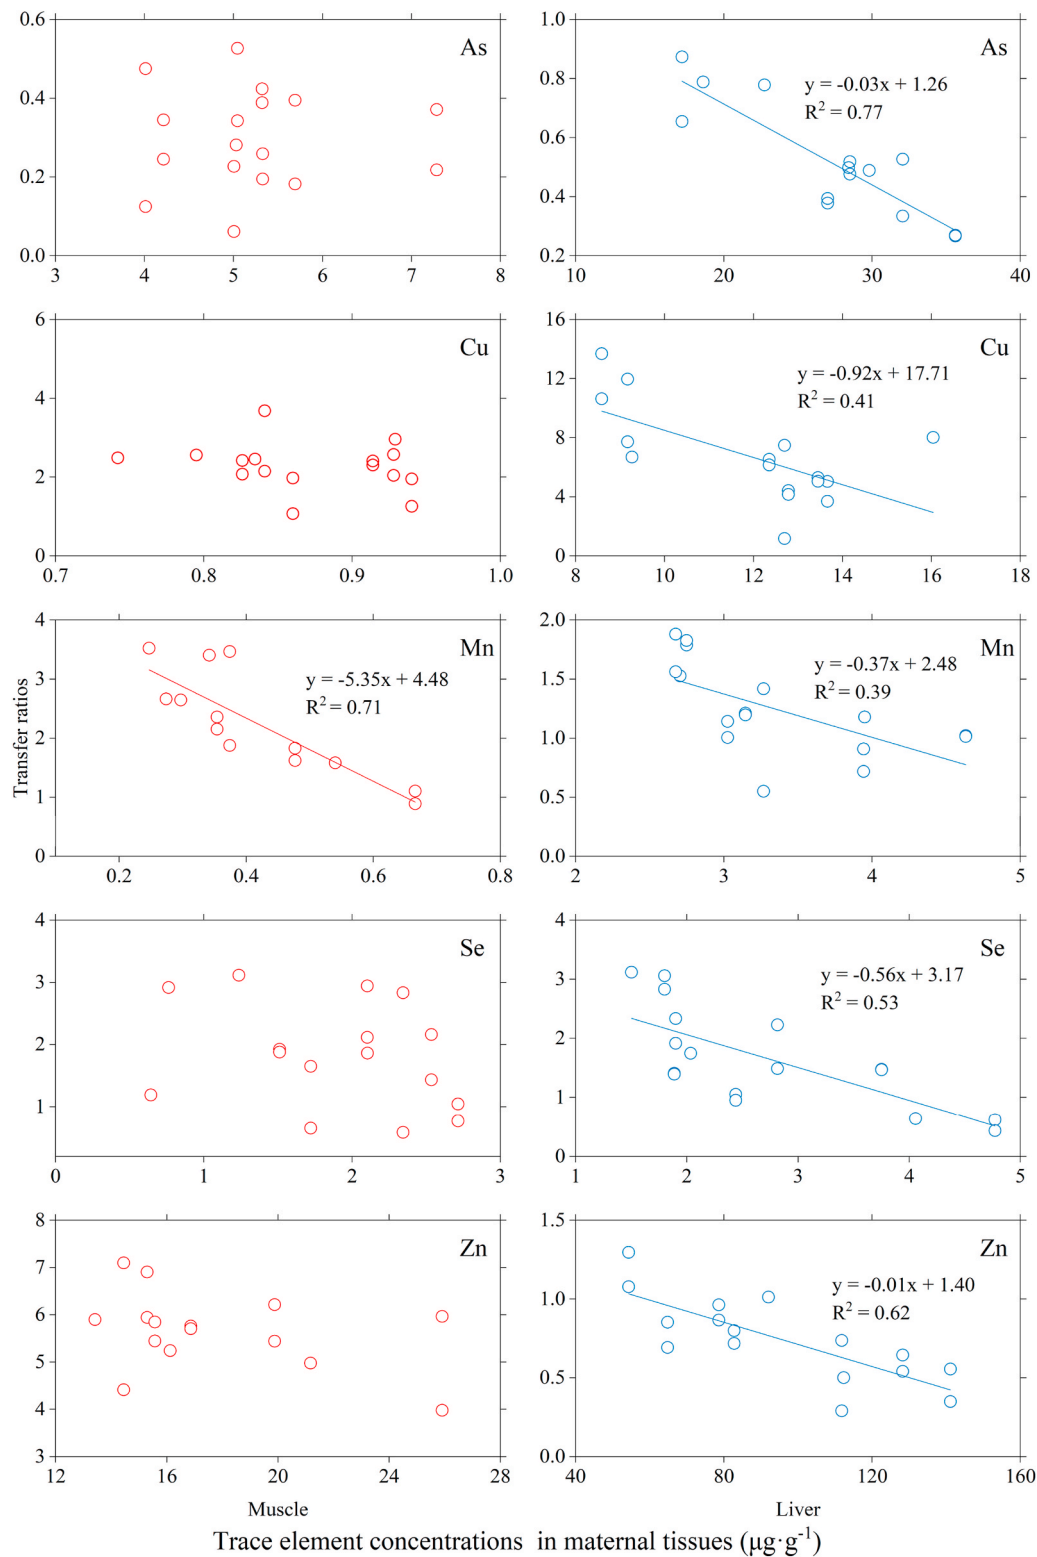 0.6
0.4
0.2
0.0
3 4 5 6 7 8
As
1.0
0.8
0.6
0.4
0.2
10 20 30 40
As
y = -0.03x + 1.26
R² = 0.77
6
4
2
0
0.7 0.8 0.9 1.0
Cu
16
12
8
4
0
8 10 12 14 16 18
Cu
y = -0.92x + 17.71
R² = 0.41
Transfer ratios
4
3
2
1
0
0.2 0.4 0.6 0.8
Mn
y = -5.35x + 4.48
R² = 0.71
2.0
1.5
1.0
0.5
0.0
2 3 4 5
Mn
y = -0.37x + 2.48
R² = 0.39
4
3
2
1
0 1 2 3
Se
4
3
2
1
0
1 2 3 4 5
Se
y = -0.56x + 3.17
R² = 0.53
8
7
6
5
4
3
12 16 20 24 28
Zn
Muscle
1.5
1.0
0.5
0.0
40 80 120 160
Zn
y = -0.01x + 1.40
R² = 0.62
Liver
Trace element concentrations in maternal tissues (μg·g⁻¹)